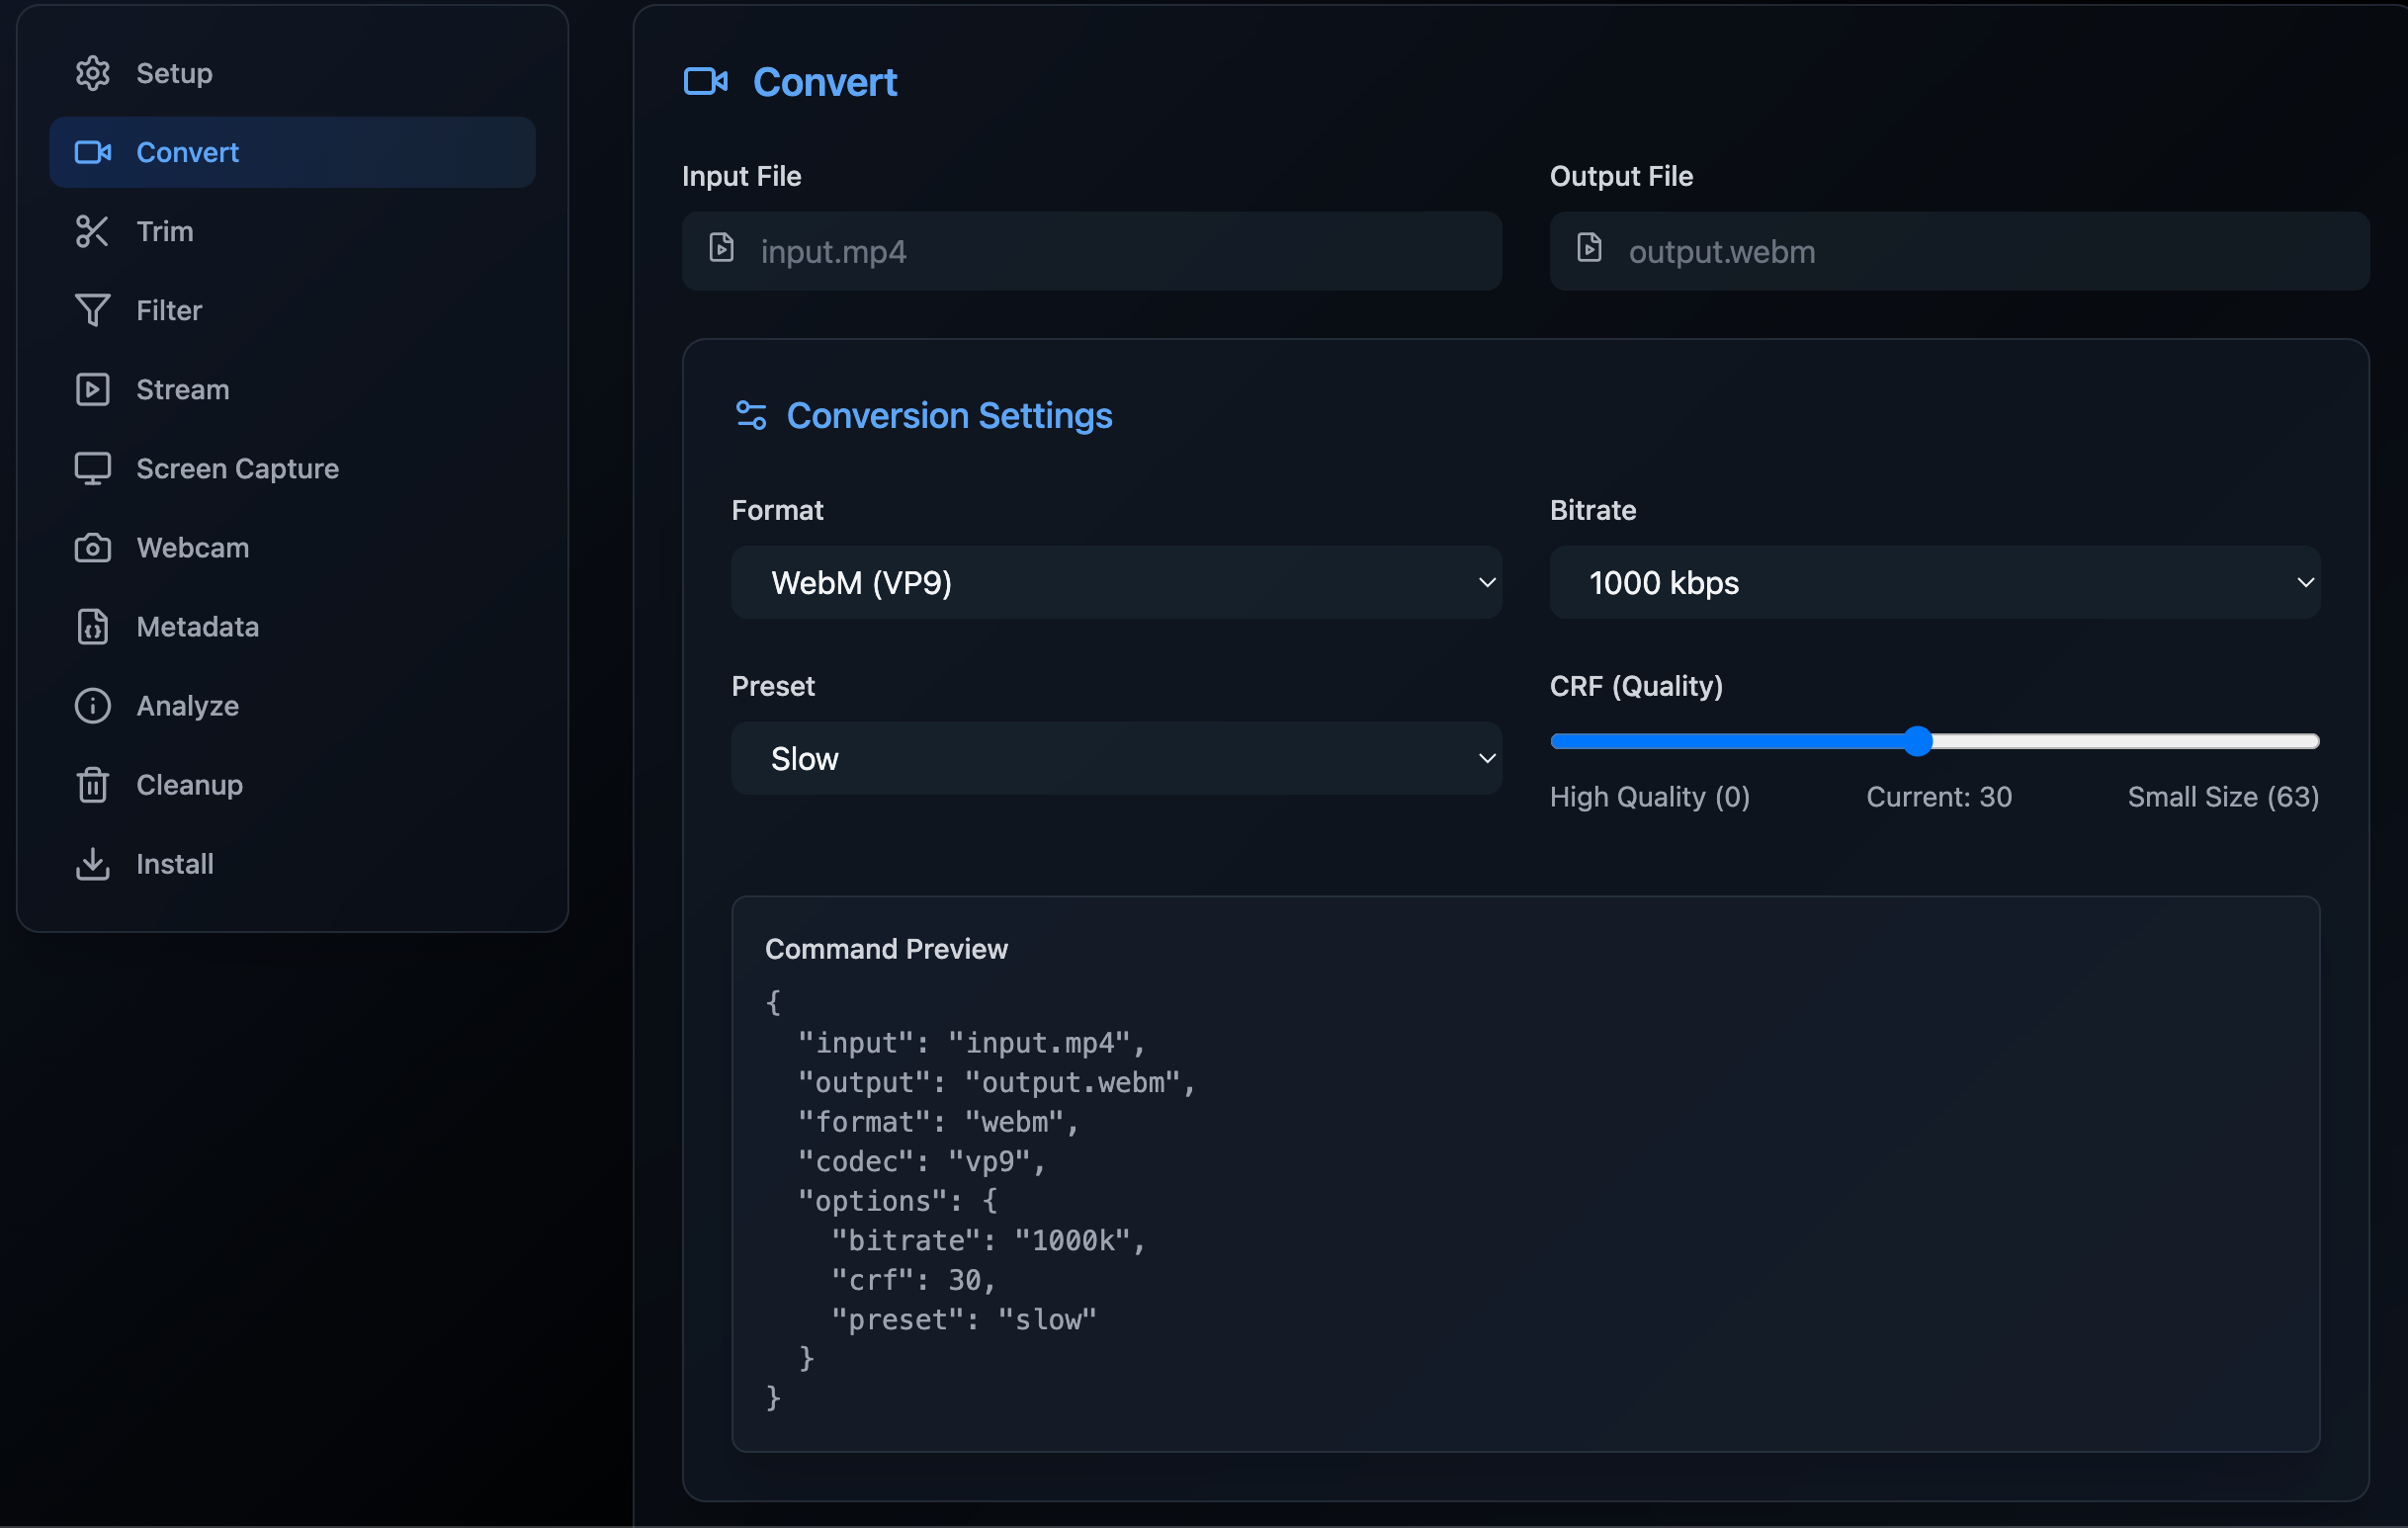 Setup
Convert
Trim
Filter
Stream
Screen Capture
Webcam
Metadata
Analyze
Cleanup
Install
Convert
Input File
input.mp4
Output File
output.webm
Conversion Settings
Format
WebM (VP9)
Bitrate
1000 kbps
Preset
Slow
CRF (Quality)
High Quality (0)
Current: 30
Small Size (63)
Command Preview
{
  "input": "input.mp4",
  "output": "output.webm",
  "format": "webm",
  "codec": "vp9",
  "options": {
    "bitrate": "1000k",
    "crf": 30,
    "preset": "slow"
  }
}